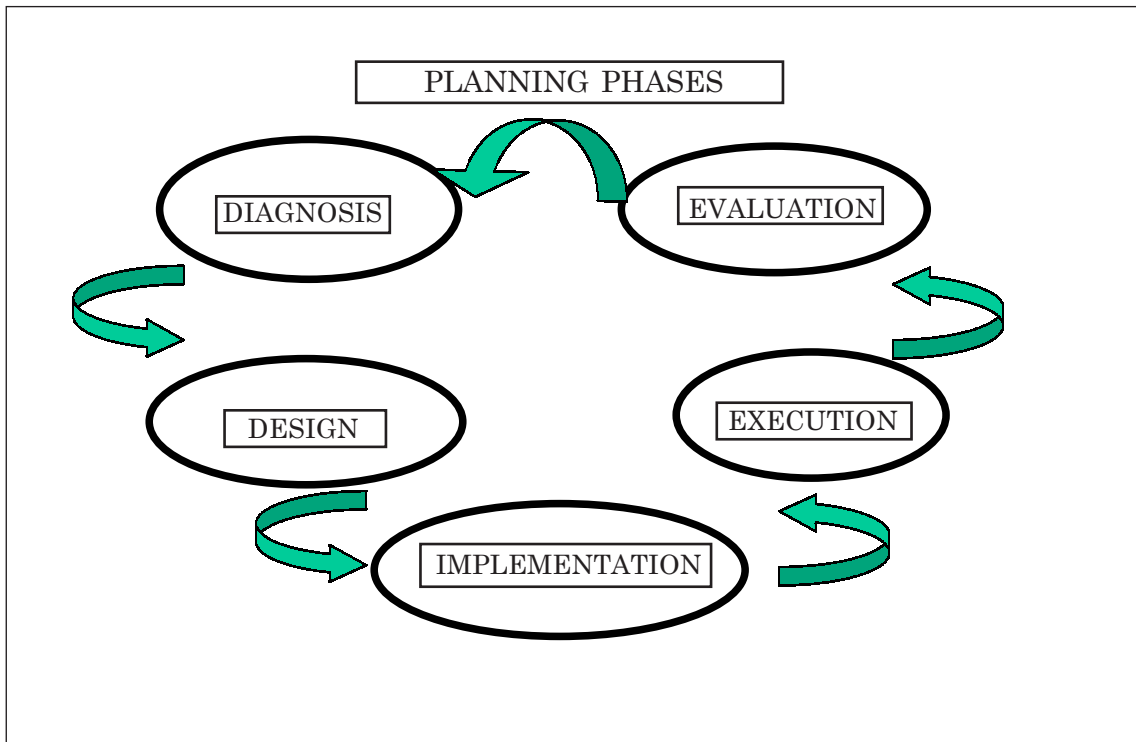 PLANNING PHASES
DIAGNOSIS
EVALUATION
DESIGN
EXECUTION
IMPLEMENTATION